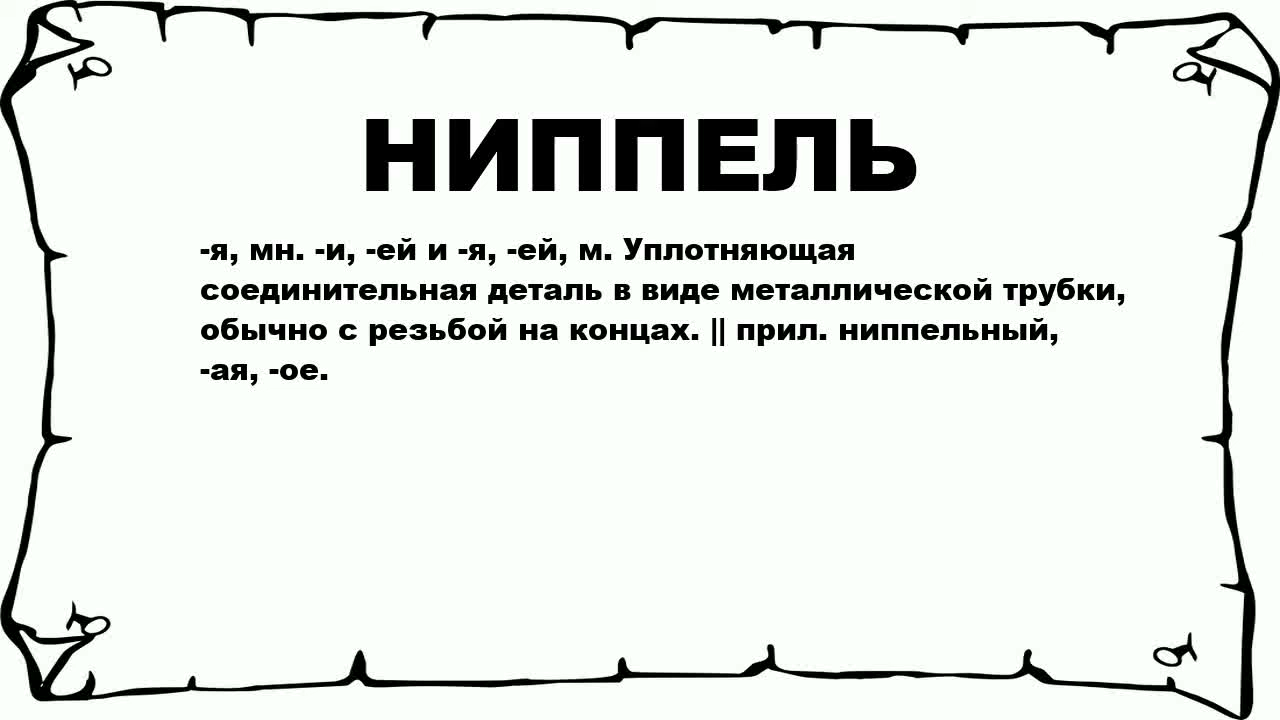 НИППЕЛЬ
-я, мн. -и, -ей и -я, -ей, м. Уплотняющая
соединительная деталь в виде металлической трубки,
обычно с резьбой на концах. || прил. ниппельный,
-ая, -ое.